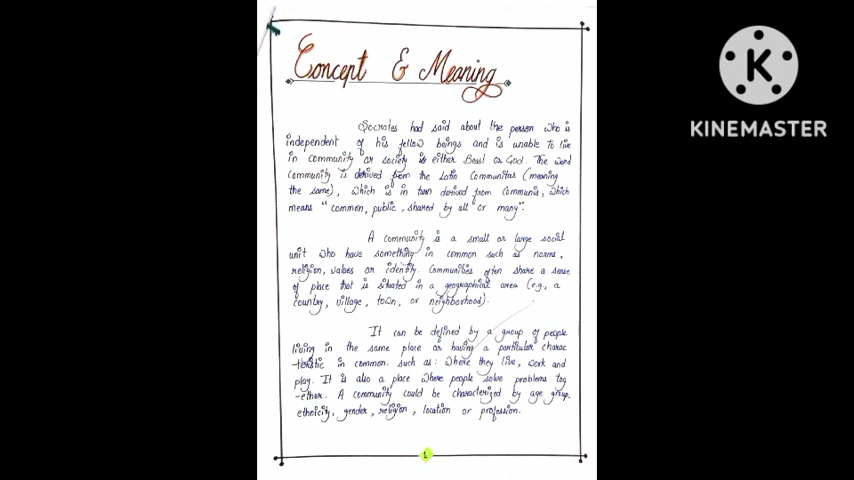 Concept & Meaning
Socrates had said about the person who is
independent of his fellow beings and is unable to live
in community or society is either Beast or God. The word
community is derived from the Latin Communitas (meaning
the same), which is in turn derived from Communis, which
means "common, public, shared by all or many".
A community is a small or large social
unit who have something in common such as norms,
religion, values or identity. Communities often share a sense
of place that is situated in a geographical area (e.g., a
country, village, town, or neighborhood).
It can be defined by a group of people
living in the same place or having a particular charac
-teristic in common. such as: where they live, work and
play. It is also a place where people solve problems tog
-ether. A community could be characterized by age group,
ethnicity, gender, religion, location or profession.
1
K
KINEMASTER